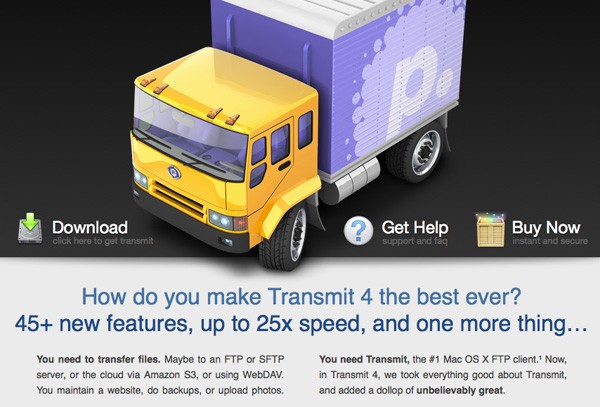 p.
Download
click here to get transmit
Get Help
support and faq
Buy Now
instant and secure
How do you make Transmit 4 the best ever?
45+ new features, up to 25x speed, and one more thing…
You need to transfer files. Maybe to an FTP or SFTP
server, or the cloud via Amazon S3, or using WebDAV.
You maintain a website, do backups, or upload photos.
You need Transmit, the #1 Mac OS X FTP client.¹ Now,
in Transmit 4, we took everything good about Transmit,
and added a dollop of unbelievably great.